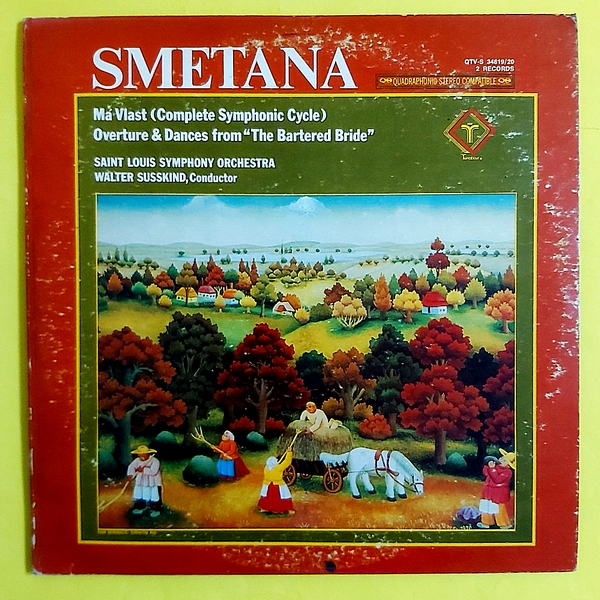 SMETANA
QTV-S 34619/20
2 RECORDS
QUADRAPHONIC STEREO COMPATIBLE
Má Vlast (Complete Symphonic Cycle)
Overture & Dances from "The Bartered Bride"
Turnabout
SAINT LOUIS SYMPHONY ORCHESTRA
WALTER SUSSKIND, Conductor